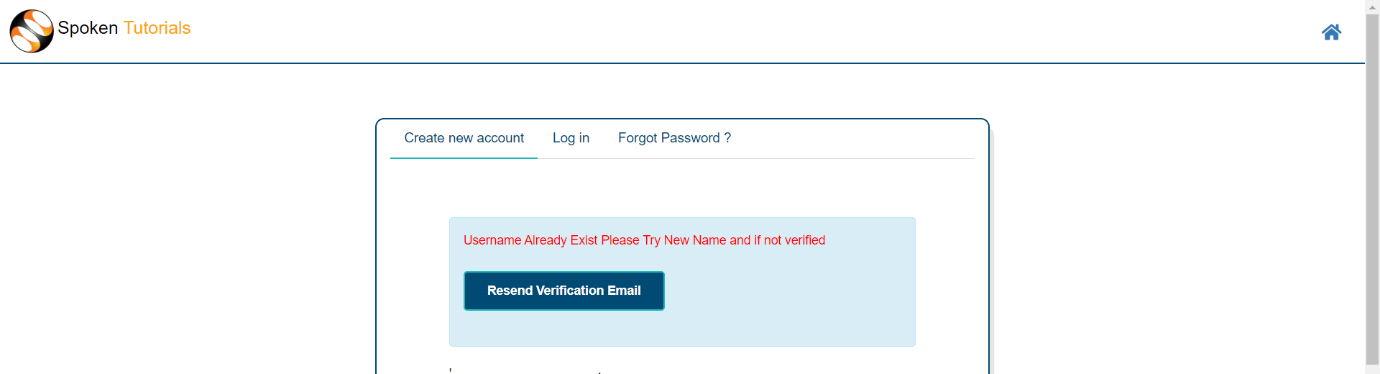 Spoken Tutorials
Create new account Log in Forgot Password ?
Username Already Exist Please Try New Name and if not verified
Resend Verification Email